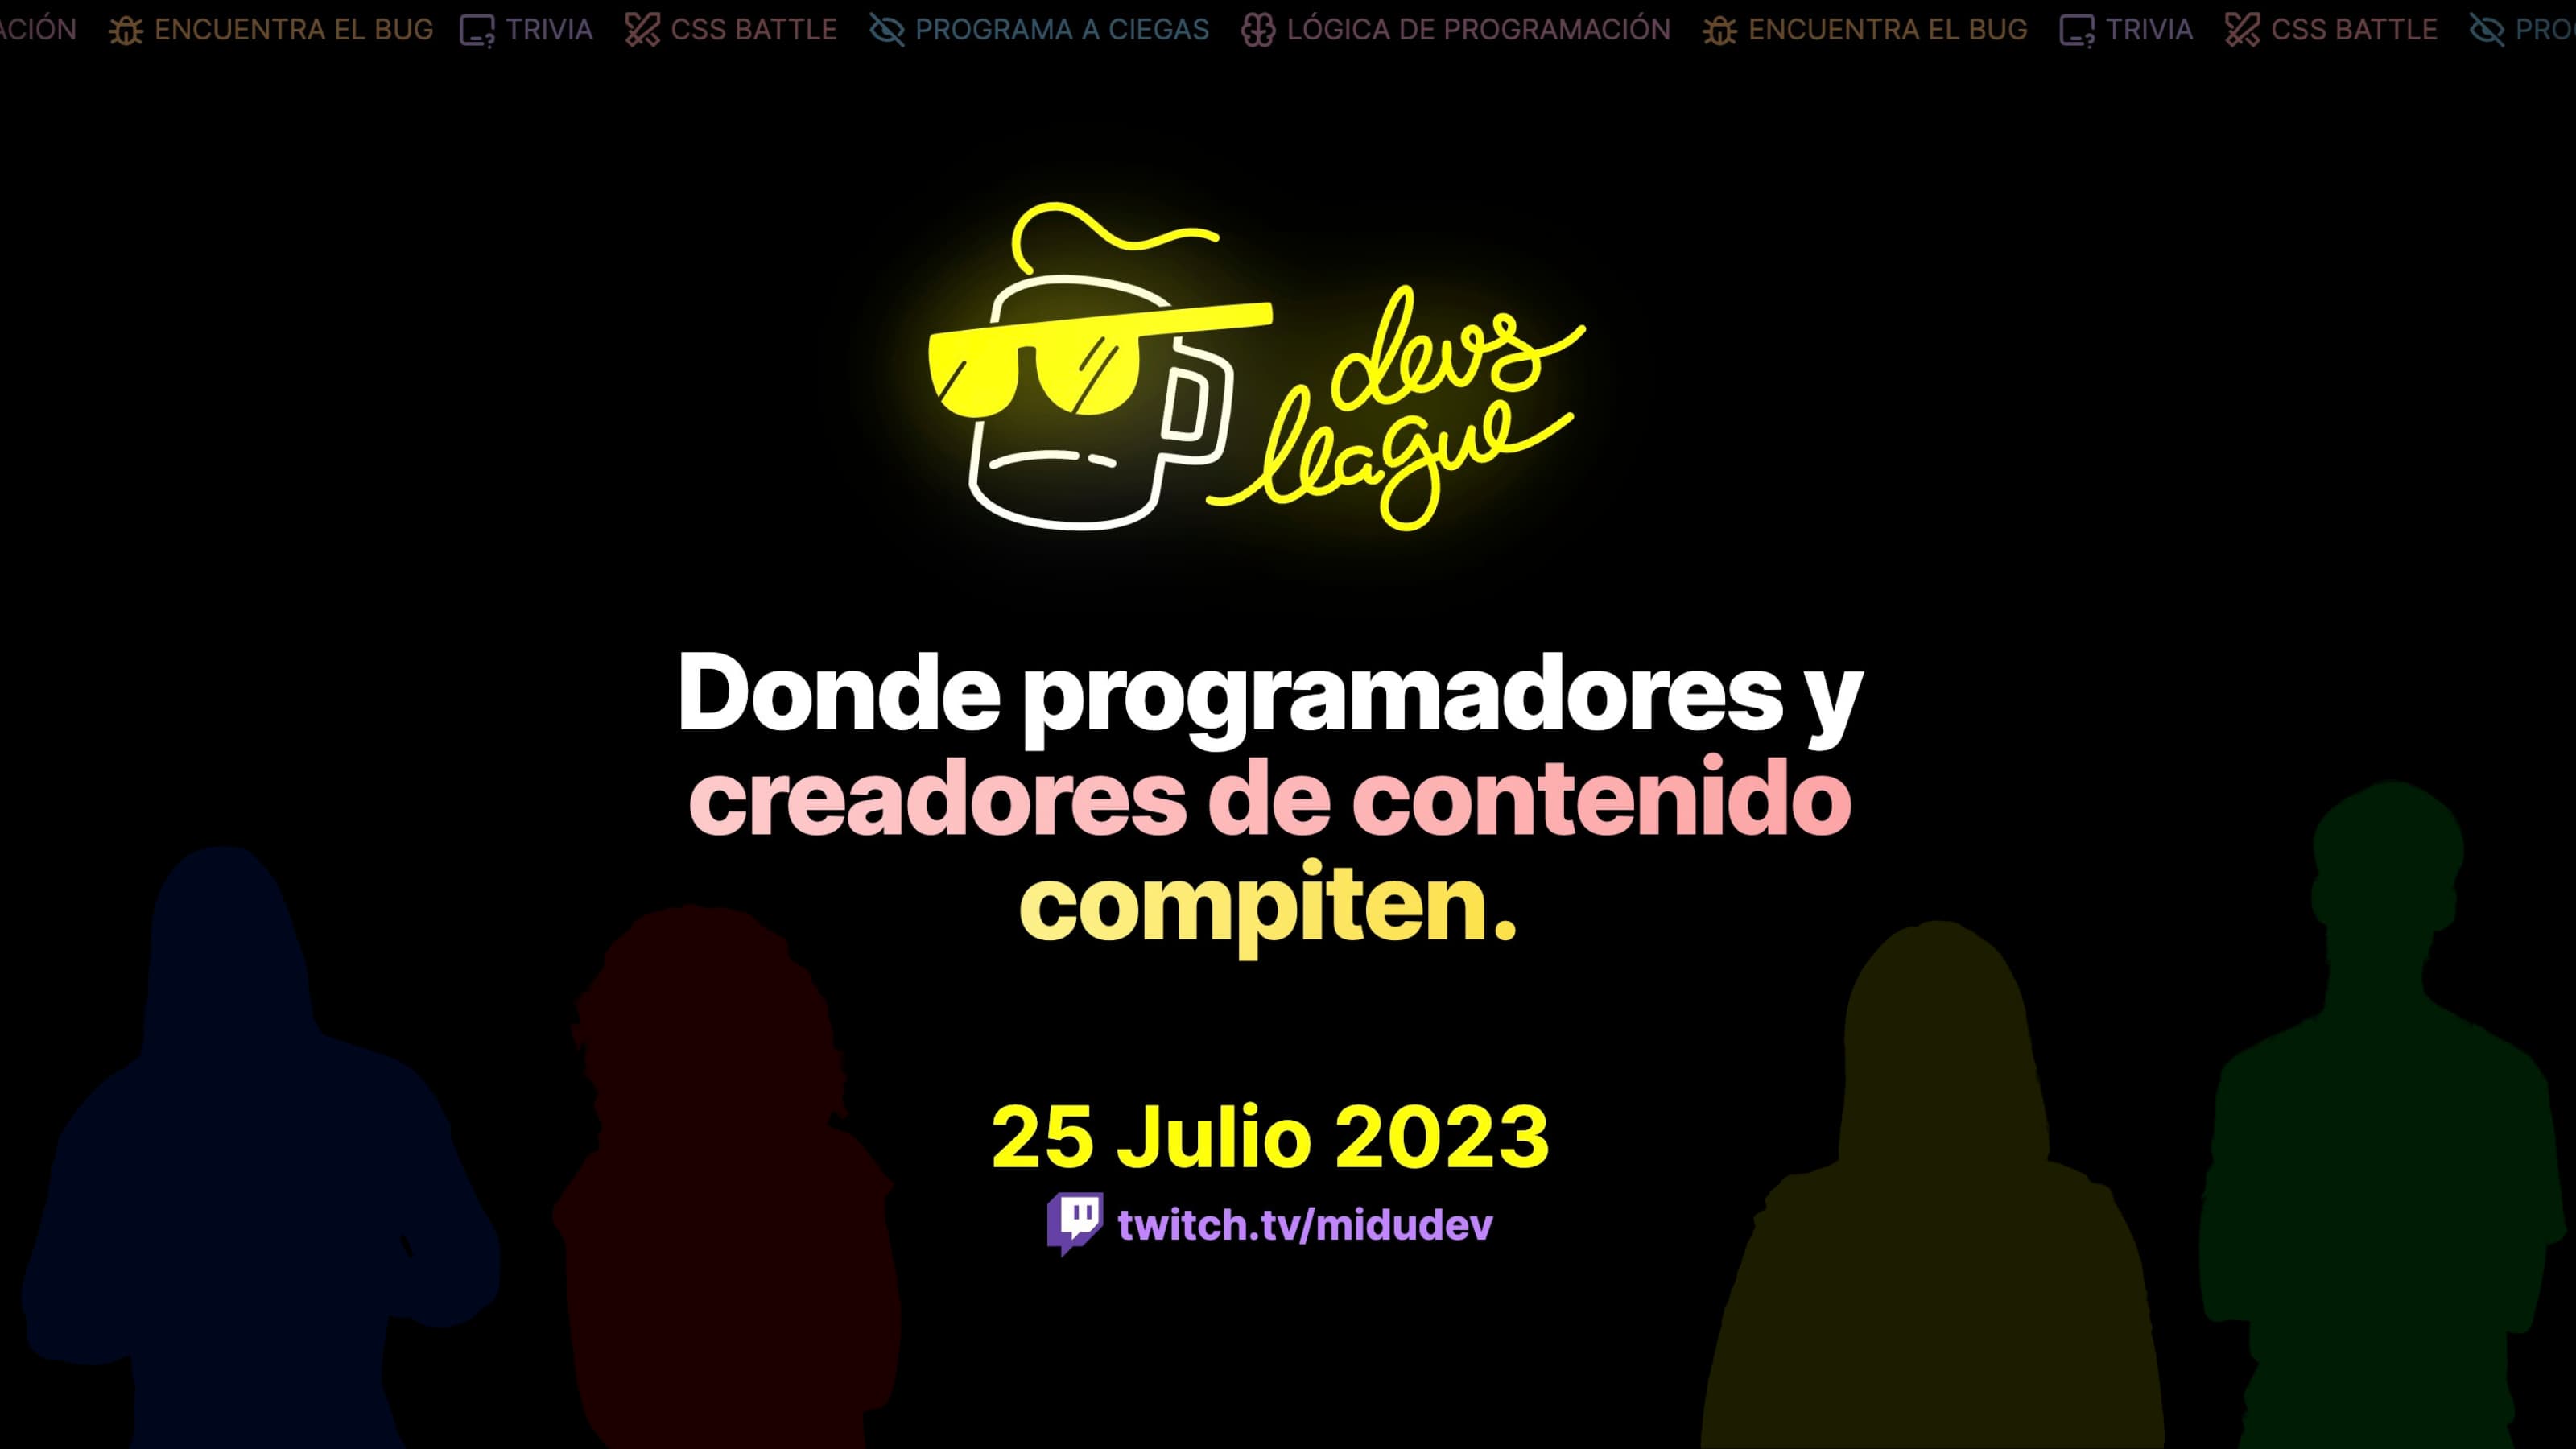 ACIÓN ENCUENTRA EL BUG TRIVIA CSS BATTLE PROGRAMA A CIEGAS LÓGICA DE PROGRAMACIÓN ENCUENTRA EL BUG TRIVIA CSS BATTLE PRO
devs
league
Donde programadores y
creadores de contenido
compiten.
25 Julio 2023
twitch.tv/midudev